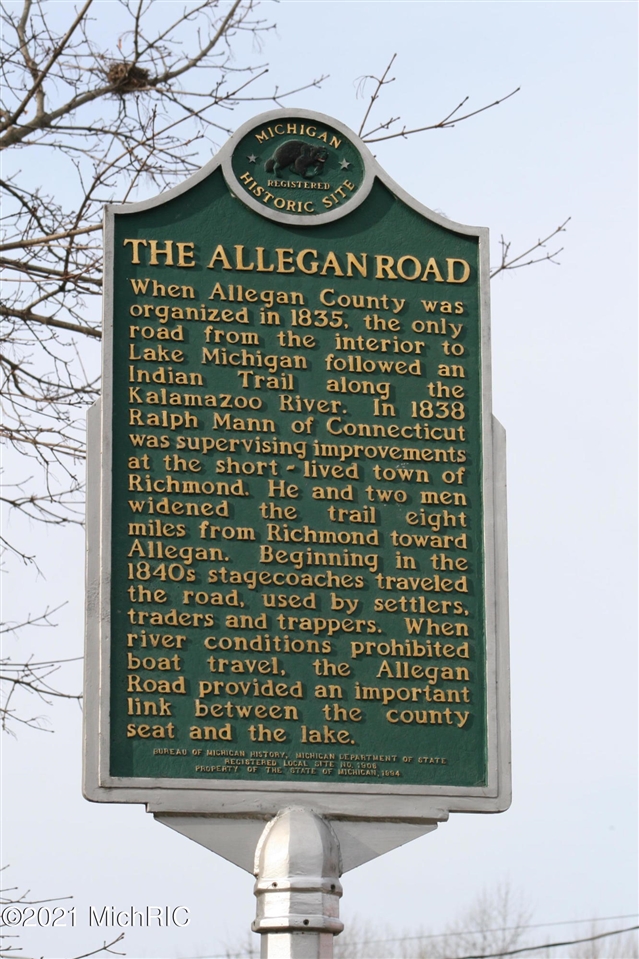 MICHIGAN
REGISTERED
HISTORIC SITE
THE ALLEGAN ROAD
When Allegan County was
organized in 1835, the only
road from the interior to
Lake Michigan followed an
Indian Trail along the
Kalamazoo River. In 1838
Ralph Mann of Connecticut
was supervising improvements
at the short-lived town of
Richmond. He and two men
widened the trail eight
miles from Richmond toward
Allegan. Beginning in the
1840s stagecoaches traveled
the road, used by settlers,
traders and trappers. When
river conditions prohibited
boat travel, the Allegan
Road provided an important
link between the county
seat and the lake.
BUREAU OF MICHIGAN HISTORY, MICHIGAN DEPARTMENT OF STATE
REGISTERED LOCAL SITE NO. 1906
PROPERTY OF THE STATE OF MICHIGAN, 1994
©2021 MichRIC